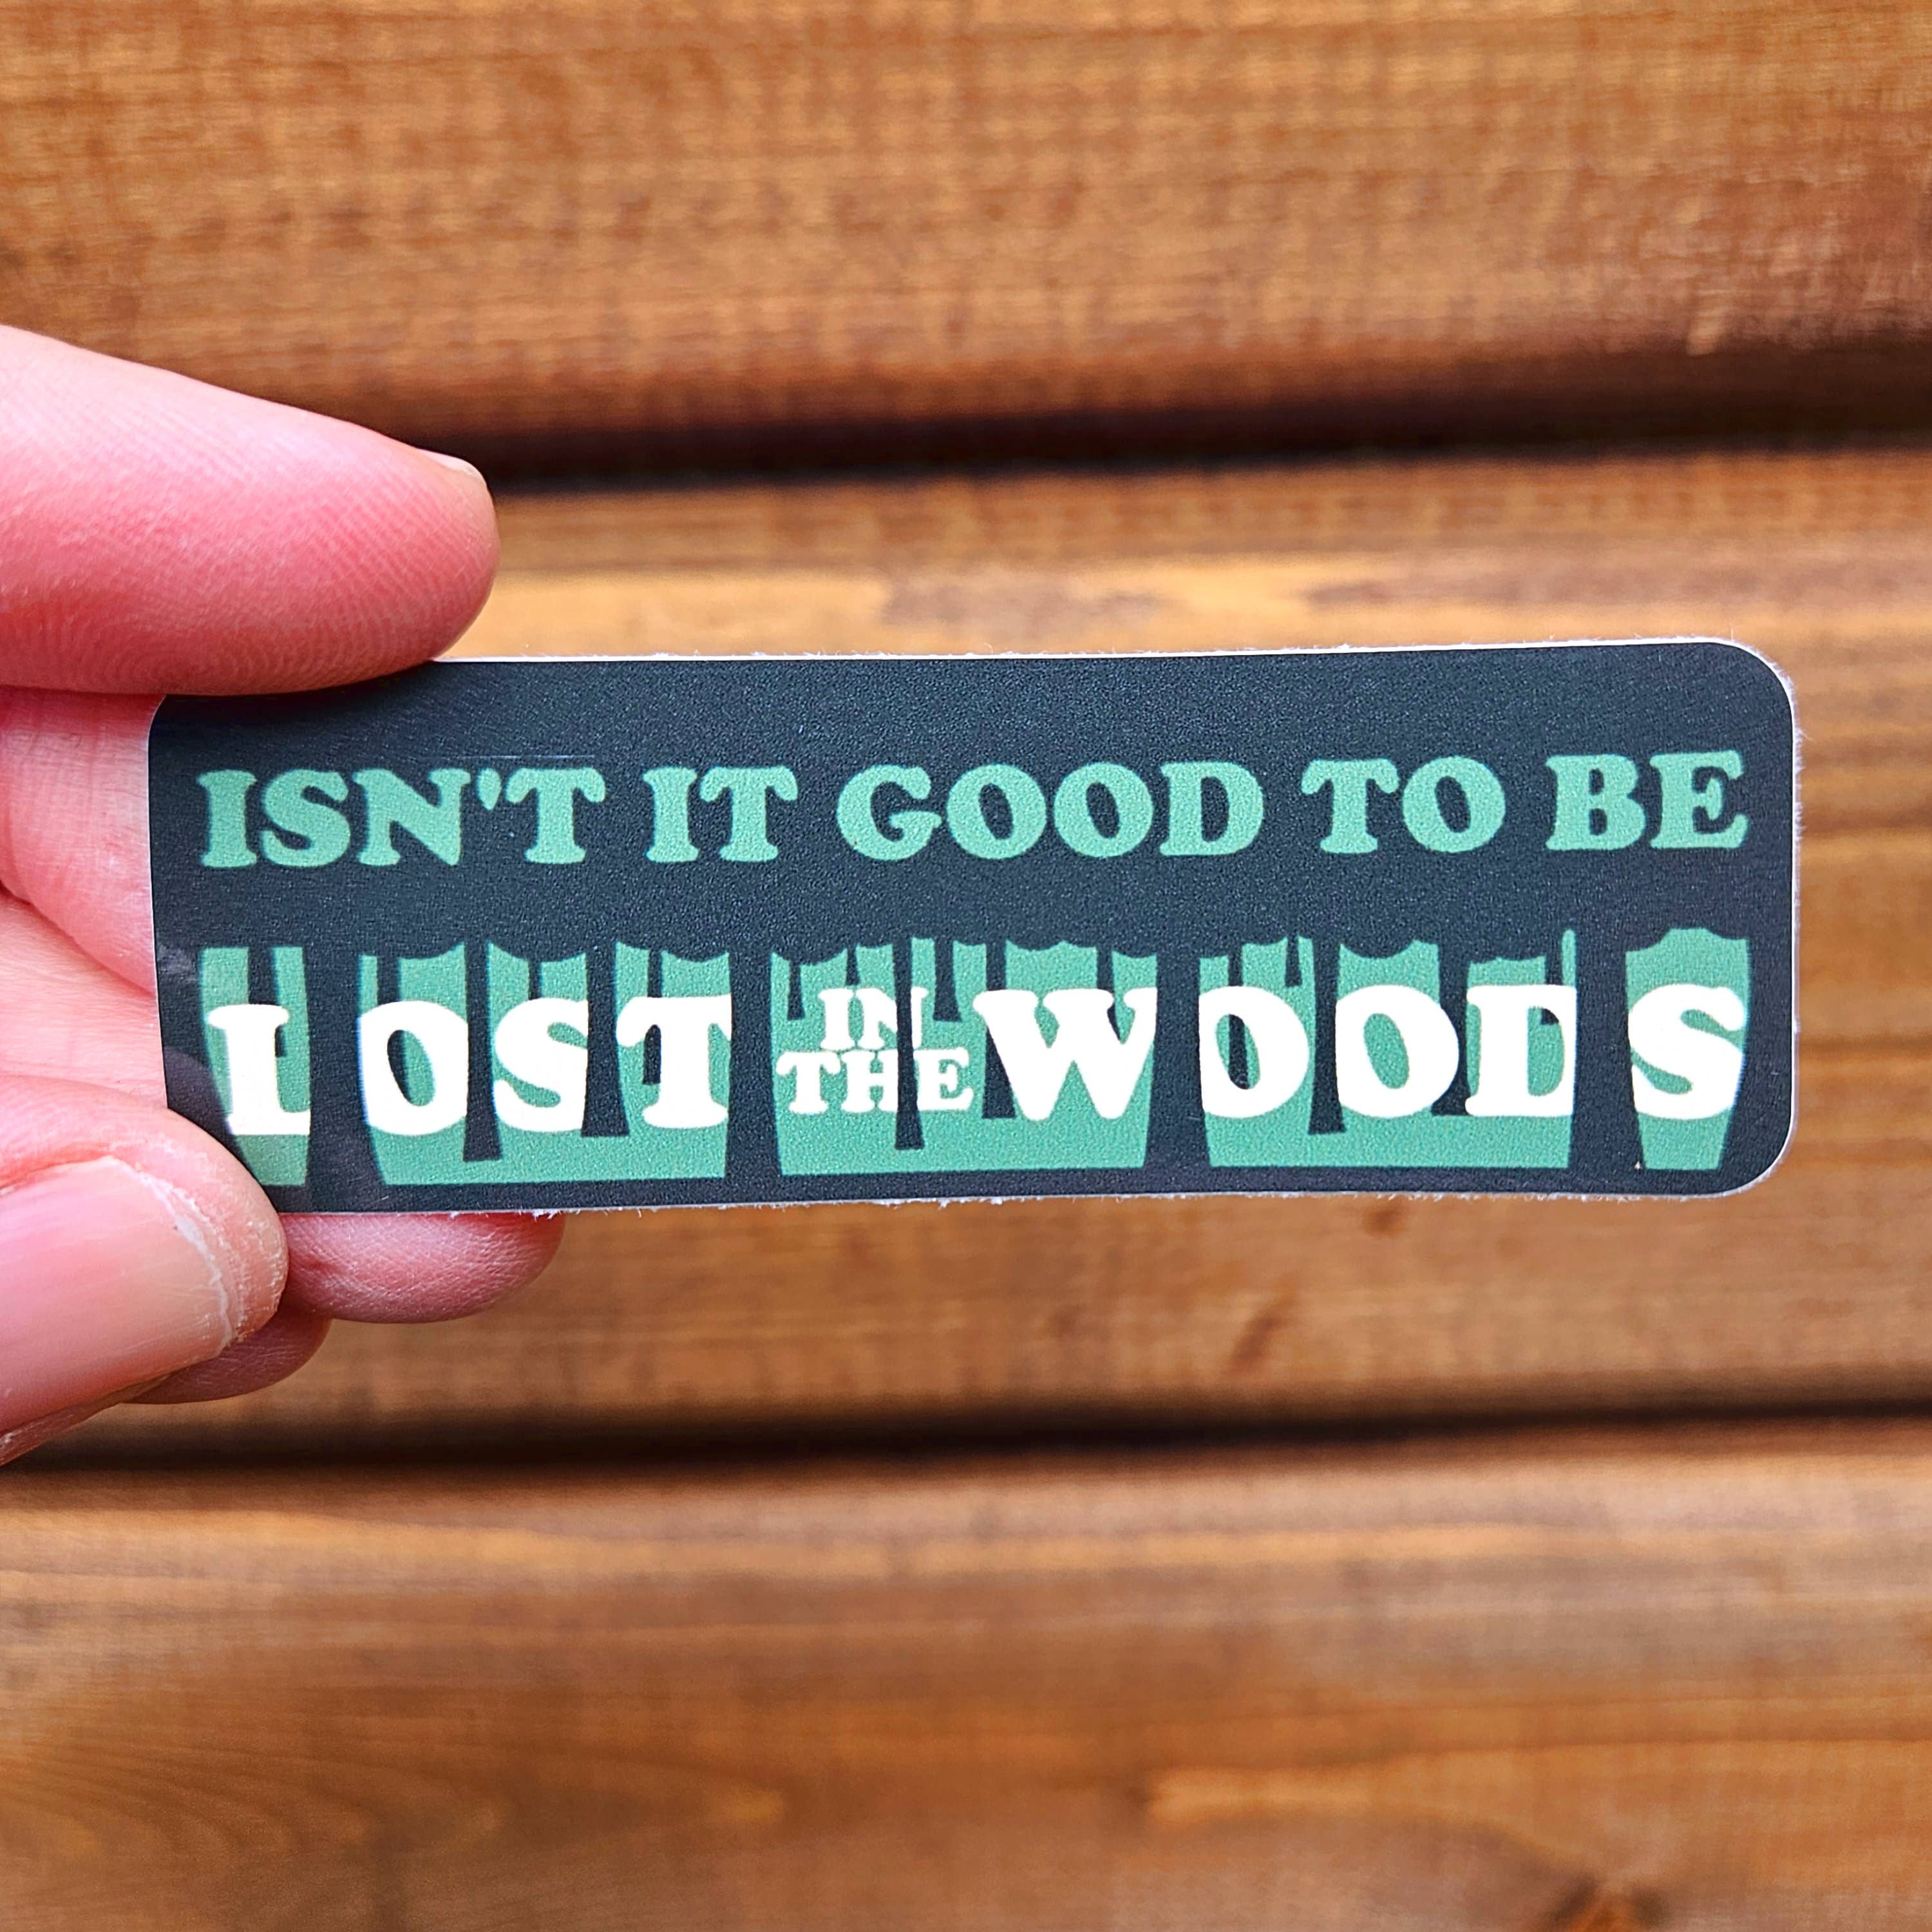 ISN'T IT GOOD TO BE
LOST IN THE WOODS